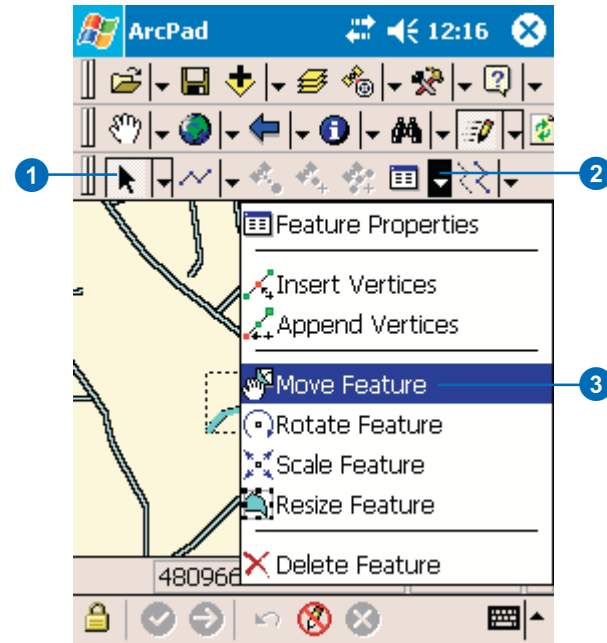 ArcPad 12:16
1
2
Feature Properties
Insert Vertices
Append Vertices
Move Feature
3
Rotate Feature
Scale Feature
Resize Feature
Delete Feature
480966